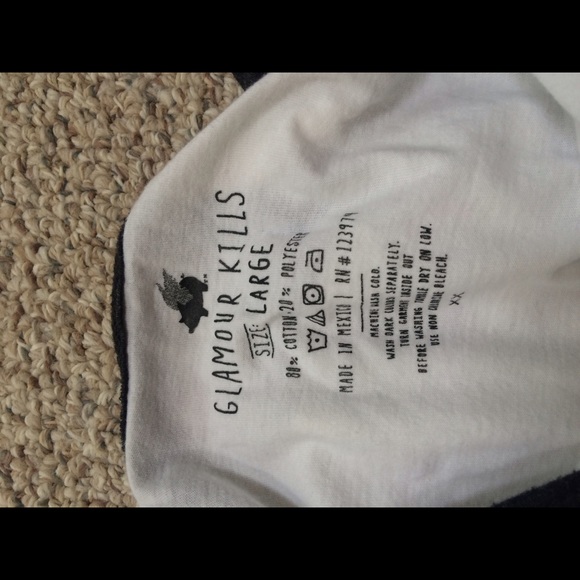 GLAMOUR KILLS
SIZE: LARGE
80% COTTON 20% POLYESTER
MADE IN MEXICO | RN# 12397
MACHINE WASH COLD.
WASH DARK COLORS SEPARATELY.
TURN GARMENT INSIDE OUT
BEFORE WASHING TUMBLE DRY ON LOW.
USE NON CHLORINE BLEACH.
XX